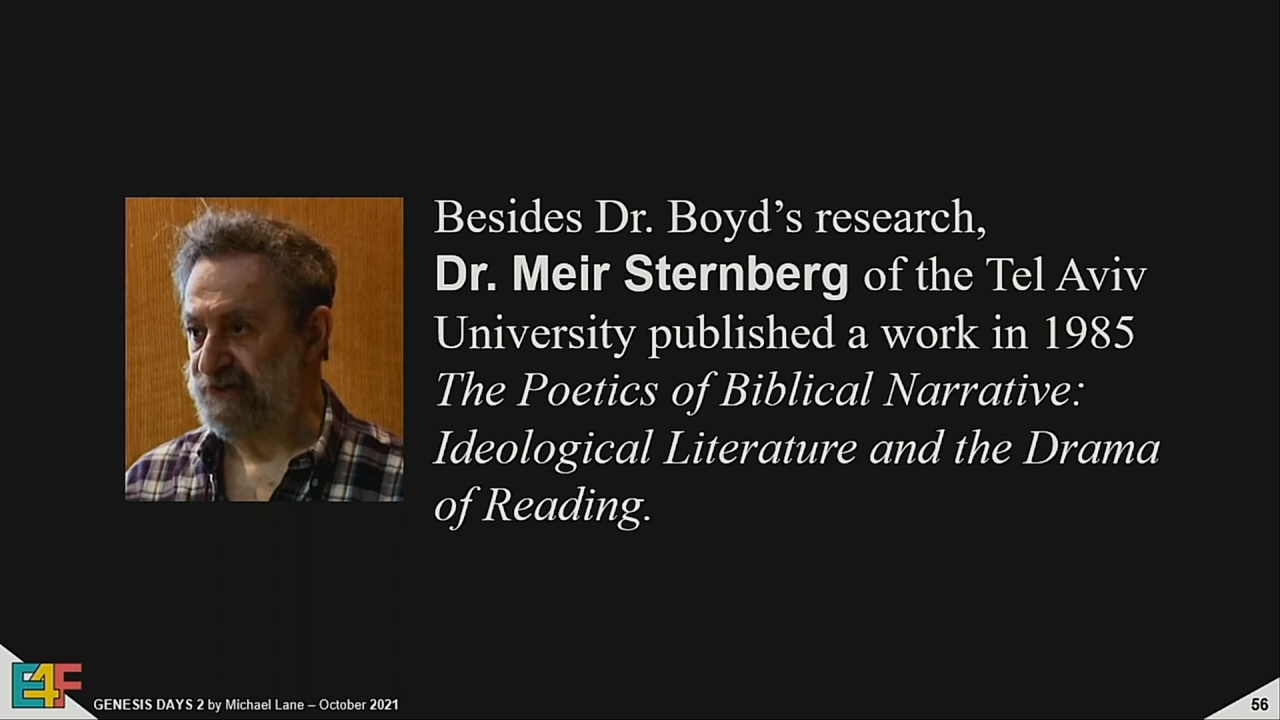 Besides Dr. Boyd’s research,
Dr. Meir Sternberg of the Tel Aviv
University published a work in 1985
The Poetics of Biblical Narrative:
Ideological Literature and the Drama
of Reading.
E4F
GENESIS DAYS 2 by Michael Lane – October 2021
56